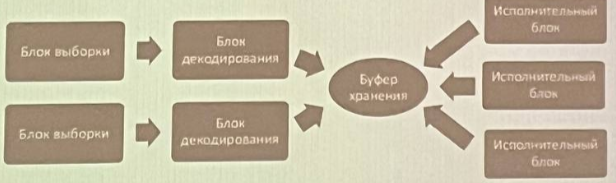 Блок выборки
Блок
декодирования
Блок выборки
Блок
декодирования
Буфер
хранения
Исполнительный
блок
Исполнительный
блок
Исполнительный
блок